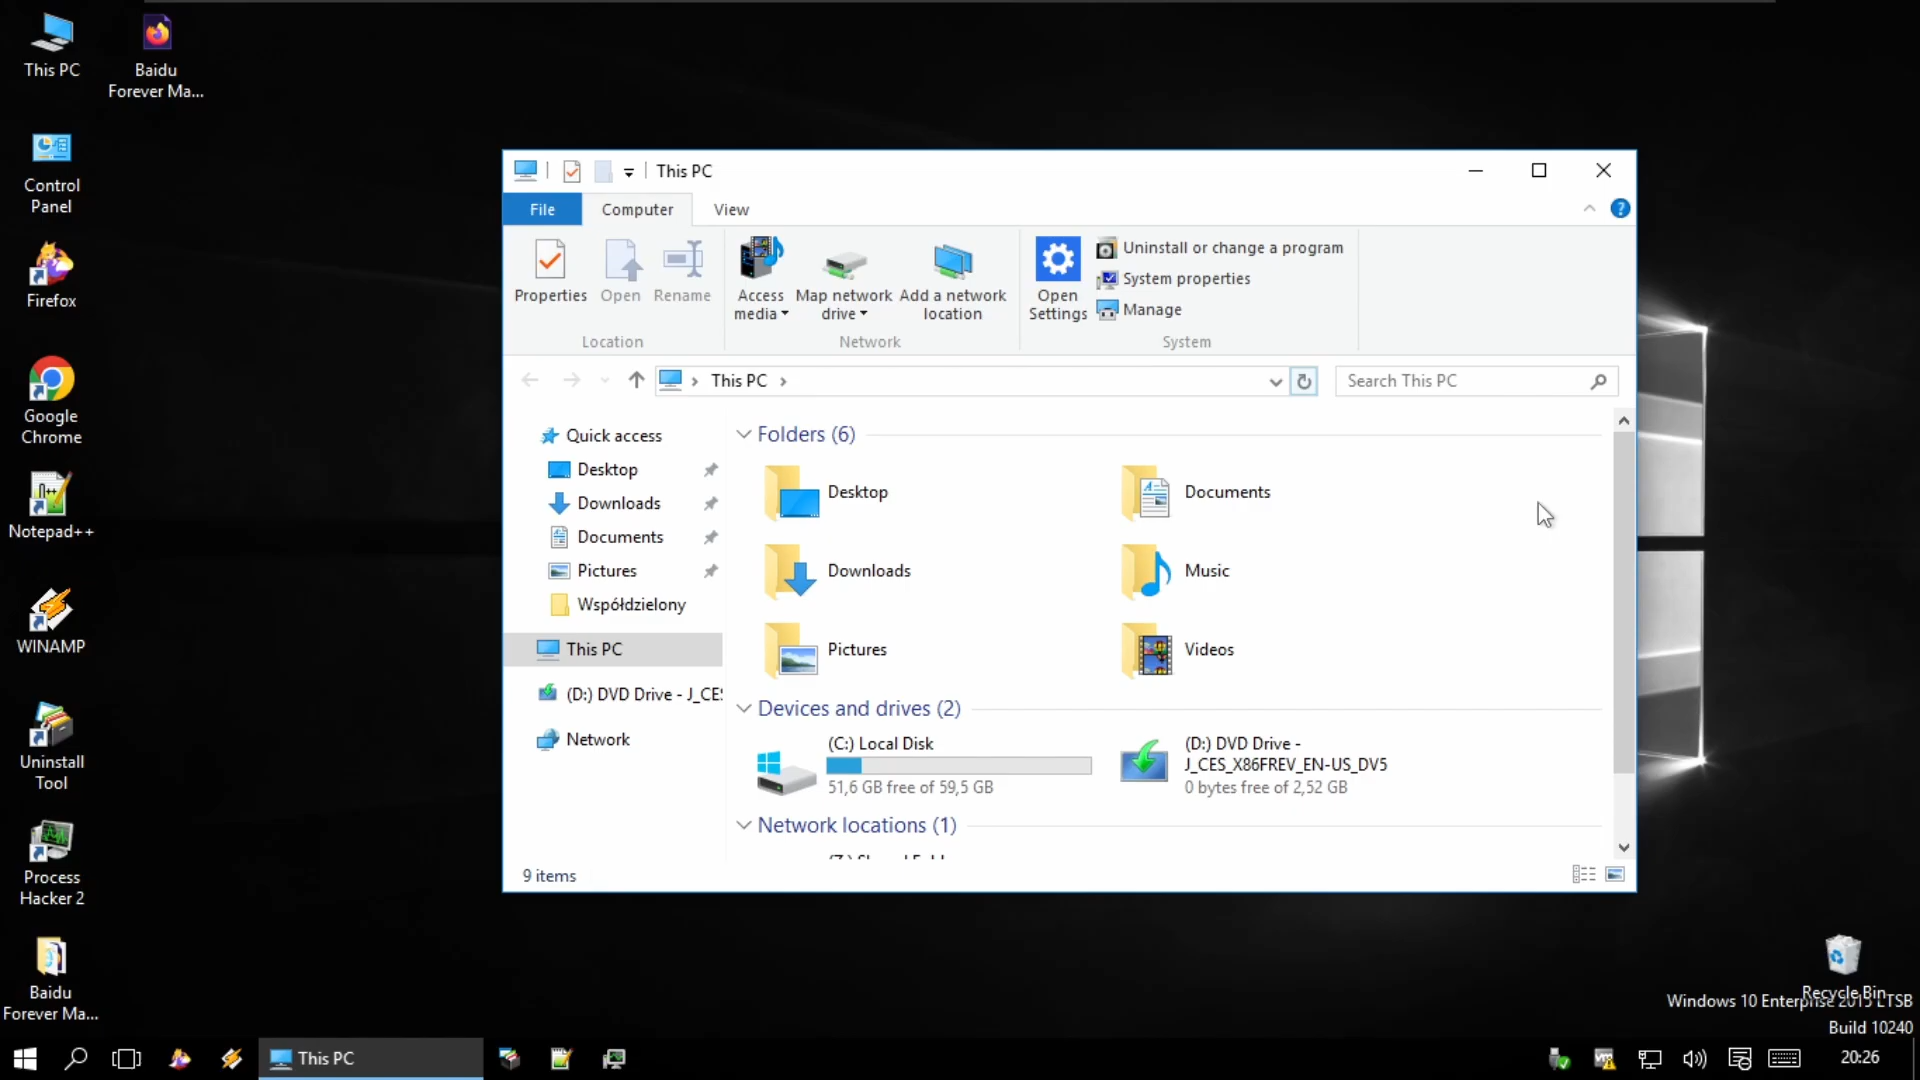 This PC
Baidu
Forever Ma...
Control
Panel
Firefox
Google
Chrome
Notepad++
WINAMP
Uninstall
Tool
Process
Hacker 2
Baidu
Forever Ma...
This PC
File
Computer
View
Properties
Open
Rename
Access
media
Map network
drive
Add a network
location
Open
Settings
Uninstall or change a program
System properties
Manage
Location
Network
System
This PC
Search This PC
Quick access
Desktop
Downloads
Documents
Pictures
Współdzielony
This PC
(D:) DVD Drive - J_CES
Network
Folders (6)
Desktop
Documents
Downloads
Music
Pictures
Videos
Devices and drives (2)
(C:) Local Disk
51,6 GB free of 59,5 GB
(D:) DVD Drive -
J_CES_X86FREV_EN-US_DV5
0 bytes free of 2,52 GB
Network locations (1)
9 items
Recycle Bin
Windows 10 Enterprise 2015 LTSB
Build 10240
This PC
20:26